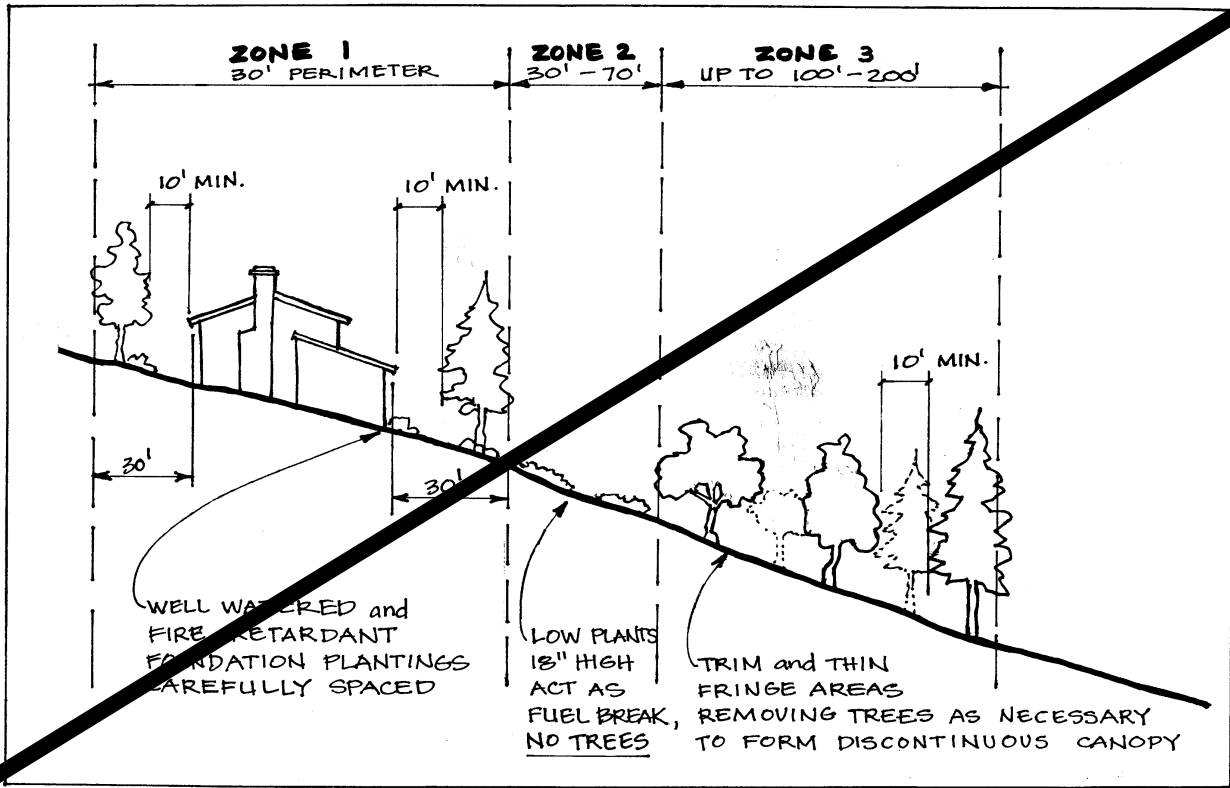 ZONE 1
30' PERIMETER
ZONE 2
30' - 70'
ZONE 3
UP TO 100' - 200'
10' MIN.
10' MIN.
10' MIN.
30'
30'
WELL WATERED and
FIRE RETARDANT
FOUNDATION PLANTINGS
CAREFULLY SPACED
LOW PLANTS
18" HIGH
ACT AS
FUEL BREAK,
NO TREES
TRIM and THIN
FRINGE AREAS
REMOVING TREES AS NECESSARY
TO FORM DISCONTINUOUS CANOPY